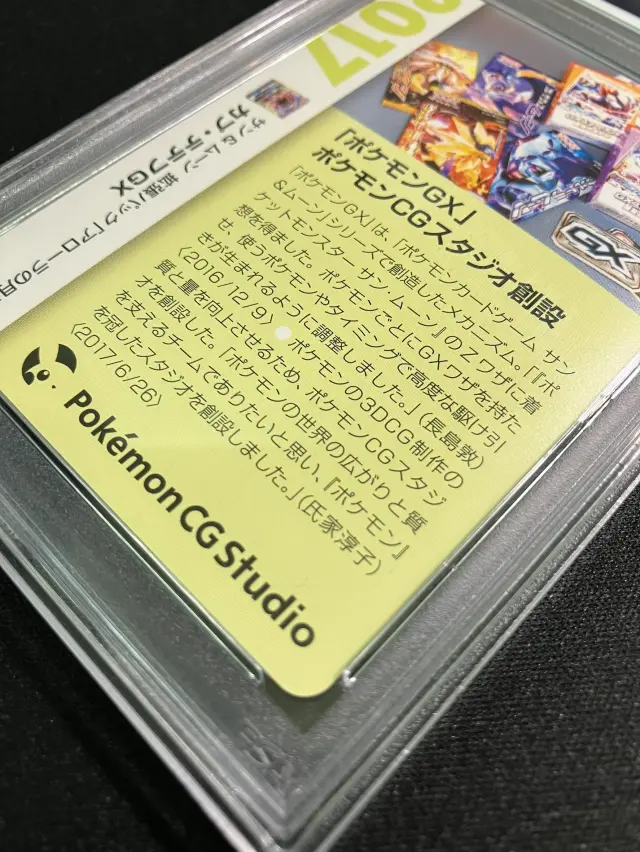 2017
サン&ムーン 拡張パック「アローラの月
カプ・テテフGX
「ポケモンGX」
ポケモンCGスタジオ創設
「ポケモンGX」は、「ポケモンカードゲーム サン
&ムーン」シリーズで創造したメカニズム。「『ポ
ケットモンスター サン ムーン』のZワザに着
想を得ました。ポケモンごとにGXワザを持た
せ、使うポケモンやタイミングで高度な駆け引
きが生まれるように調整しました。」(長島敦)
〈2016/12/9〉●ポケモンの3DCG制作の
質と量を向上させるため、ポケモンCGスタジ
オを創設した。「ポケモンの世界の広がりと質
を支えるチームでありたいと思い、『ポケモン』
を冠したスタジオを創設しました。」(氏家淳子)
〈2017/6/26〉
GX
Pokémon CG Studio
PSA